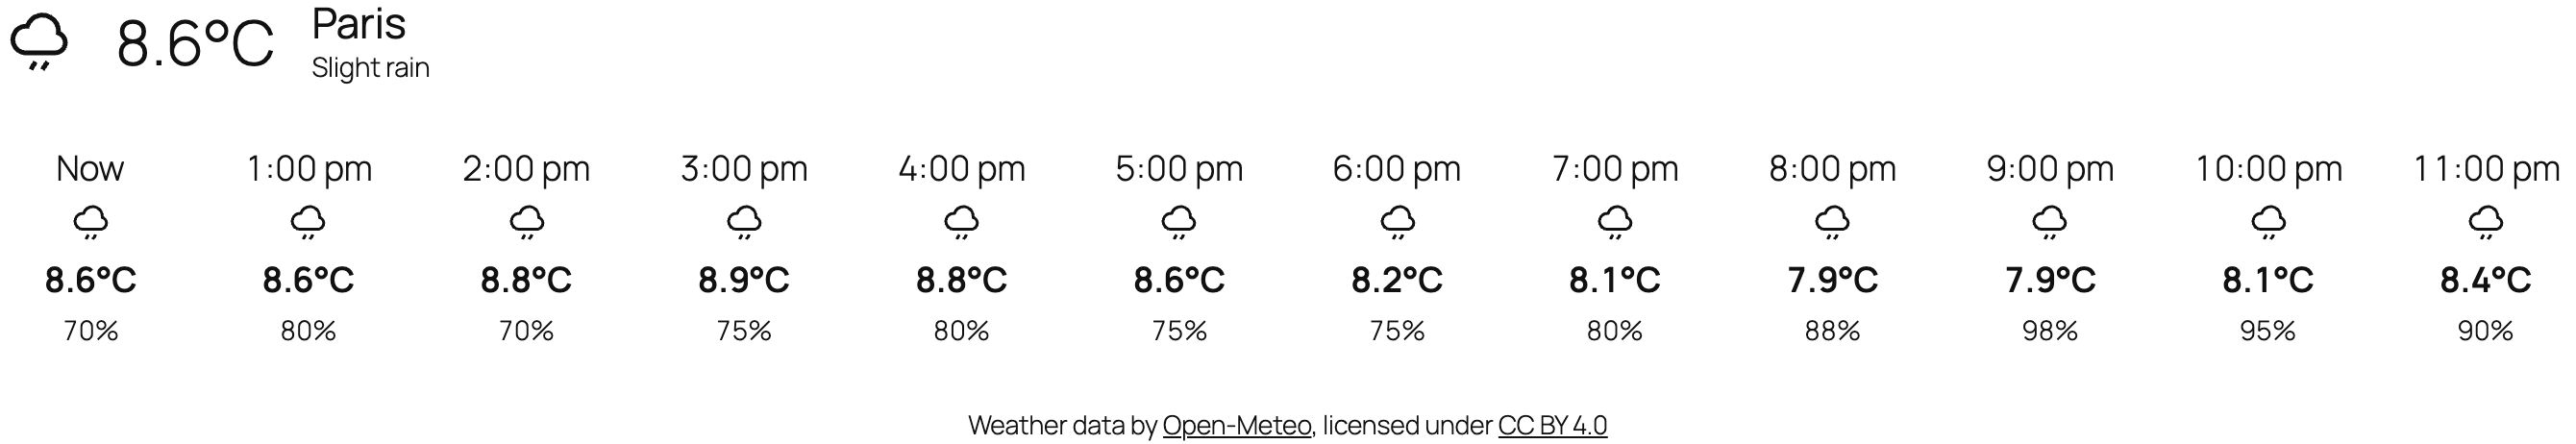 8.6°C
Paris
Slight rain
Now 1:00 pm 2:00 pm 3:00 pm 4:00 pm 5:00 pm 6:00 pm 7:00 pm 8:00 pm 9:00 pm 10:00 pm 11:00 pm
8.6°C 8.6°C 8.8°C 8.9°C 8.8°C 8.6°C 8.2°C 8.1°C 7.9°C 7.9°C 8.1°C 8.4°C
70% 80% 70% 75% 80% 75% 75% 80% 88% 98% 95% 90%
Weather data by Open-Meteo, licensed under CC BY 4.0